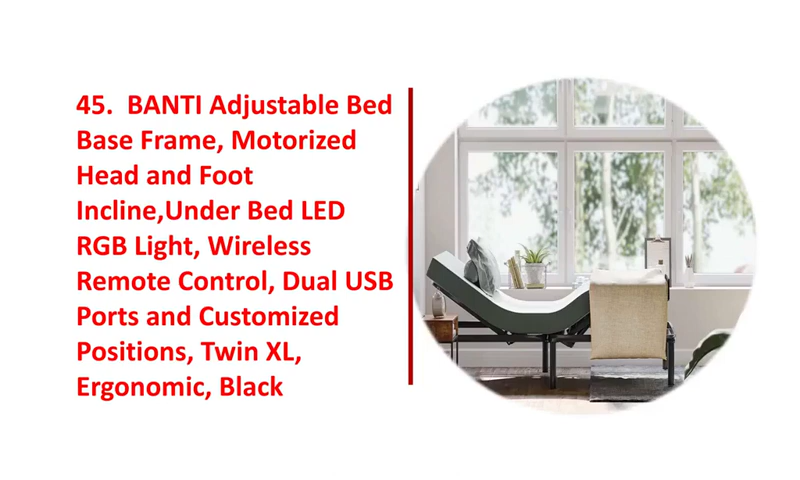 45.  BANTI Adjustable Bed
Base Frame, Motorized
Head and Foot
Incline,Under Bed LED
RGB Light, Wireless
Remote Control, Dual USB
Ports and Customized
Positions, Twin XL,
Ergonomic, Black